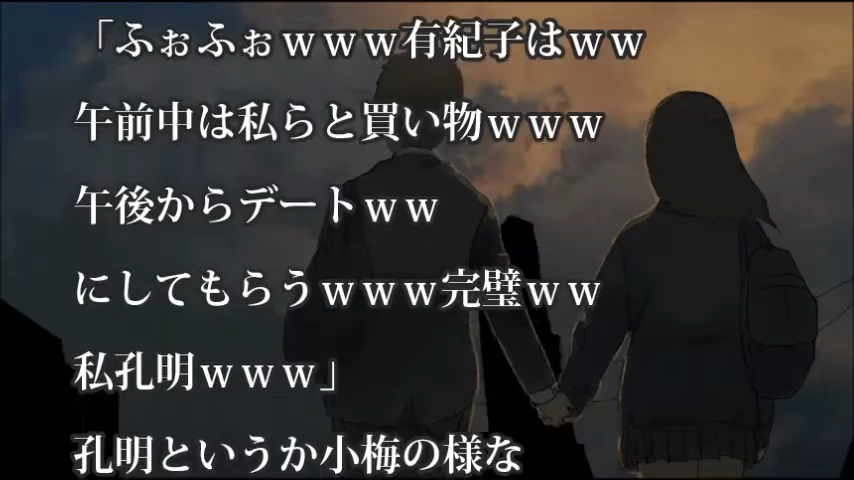 「ふぉふぉｗｗｗ有紀子はｗｗ
午前中は私らと買い物ｗｗｗ
午後からデートｗｗ
にしてもらうｗｗｗ完璧ｗｗ
私孔明ｗｗｗ」
孔明というか小梅の様な